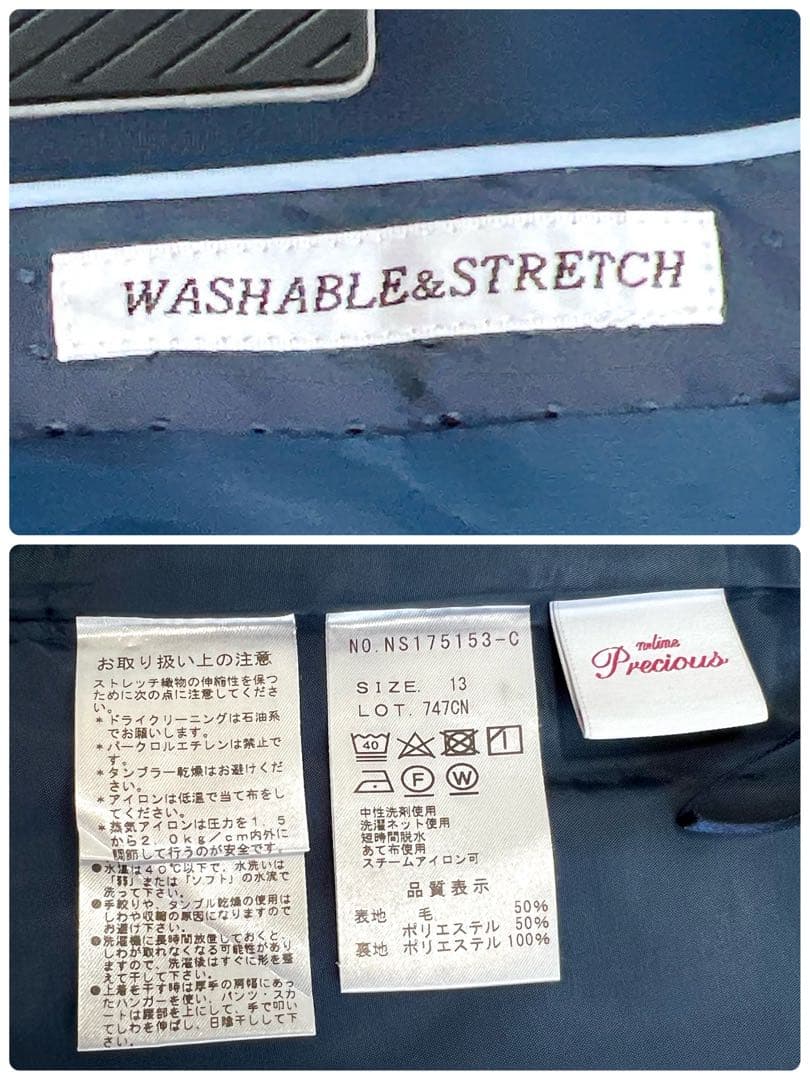 WASHABLE&STRETCH
お取り扱い上の注意
ストレッチ織物の伸縮性を保つ
ために次の点に注意してくださ
い。
*ドライクリーニングは石油系
でお願いします。
*パークロルエチレンは禁止で
す。
*タンブラー乾燥はお避けくだ
さい。
*アイロンは低温で当て布をし
てください。
*蒸気アイロンは圧力を1.5
から2.0kg/cm内外に
調節して行うのが安全です。
●水温は40℃以下で、水洗いは
「弱」または「ソフト」の水流で
洗って下さい。
●手絞りや、タンブル乾燥の使用は
しわや収縮の原因になりますので
お避け下さい。
●洗濯機に長時間放置しておくと、
しわが取れなくなる可能性があり
ますので、洗濯後はすぐに形を整
えて干して下さい。
●上着を干す時は厚手の肩幅にあっ
たハンガーを使い、パンツ・スカ
ートは腰部を上にして、手で叩い
てしわを伸ばし、日陰干しして下
さい。
NO.NS175153-C
SIZE. 13
LOT. 747CN
40
F W
中性洗剤使用
洗濯ネット使用
短時間脱水
あて布使用
スチームアイロン可
品質表示
表地 毛 50%
ポリエステル 50%
裏地 ポリエステル 100%
Precious